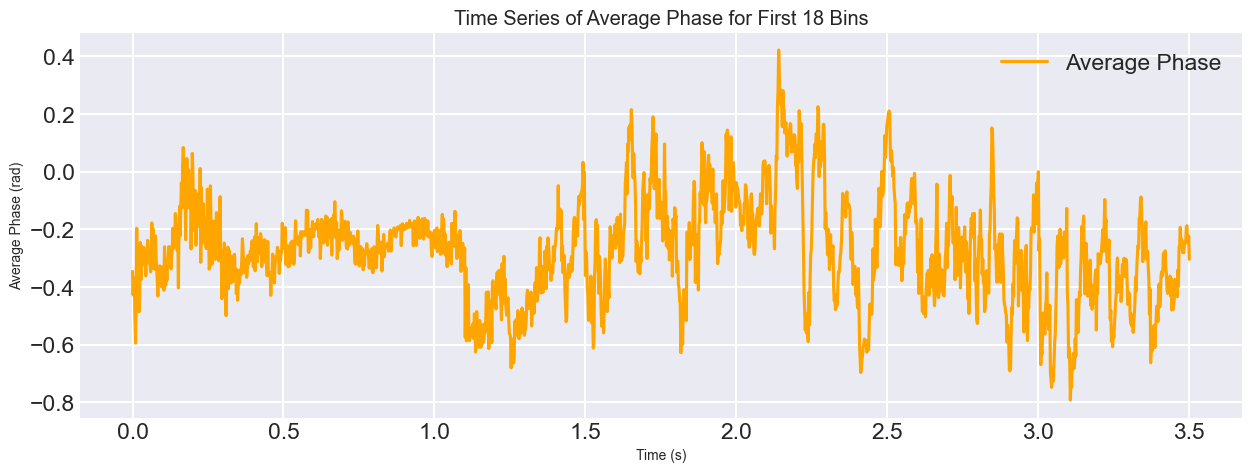 Time Series of Average Phase for First 18 Bins
Average Phase
Average Phase (rad)
0.4
0.2
0.0
−0.2
−0.4
−0.6
−0.8
0.0 0.5 1.0 1.5 2.0 2.5 3.0 3.5
Time (s)